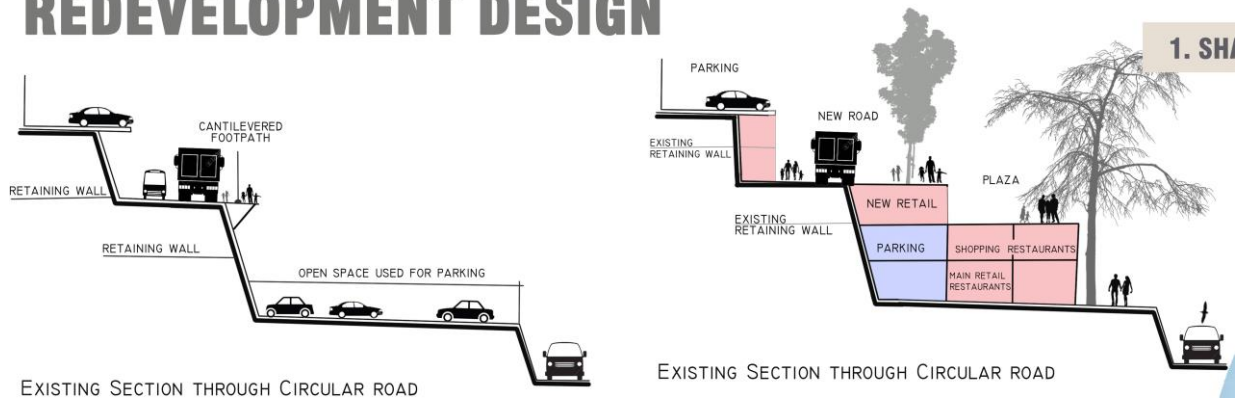 REDEVELOPMENT DESIGN
CANTILEVERED
FOOTPATH
RETAINING WALL
RETAINING WALL
OPEN SPACE USED FOR PARKING
EXISTING SECTION THROUGH CIRCULAR ROAD
1. SHA
PARKING
NEW ROAD
EXISTING
RETAINING WALL
PLAZA
NEW RETAIL
EXISTING
RETAINING WALL
PARKING
SHOPPING RESTAURANTS
MAIN RETAIL
RESTAURANTS
EXISTING SECTION THROUGH CIRCULAR ROAD